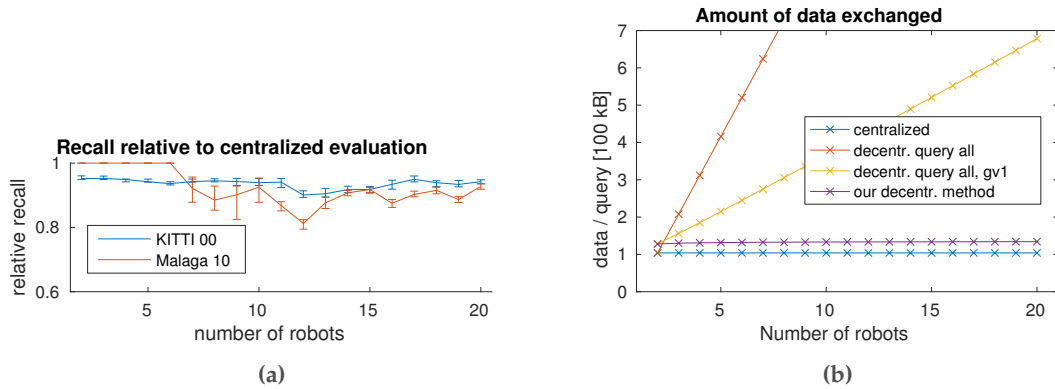 Recall relative to centralized evaluation
1
0.8
0.6
relative recall
KITTI 00
Malaga 10
5
10
15
20
number of robots
(a)
Amount of data exchanged
7
6
5
4
3
2
1
0
data / query [100 kB]
centralized
decentr. query all
decentr. query all, gv1
our decentr. method
5
10
15
20
Number of robots
(b)